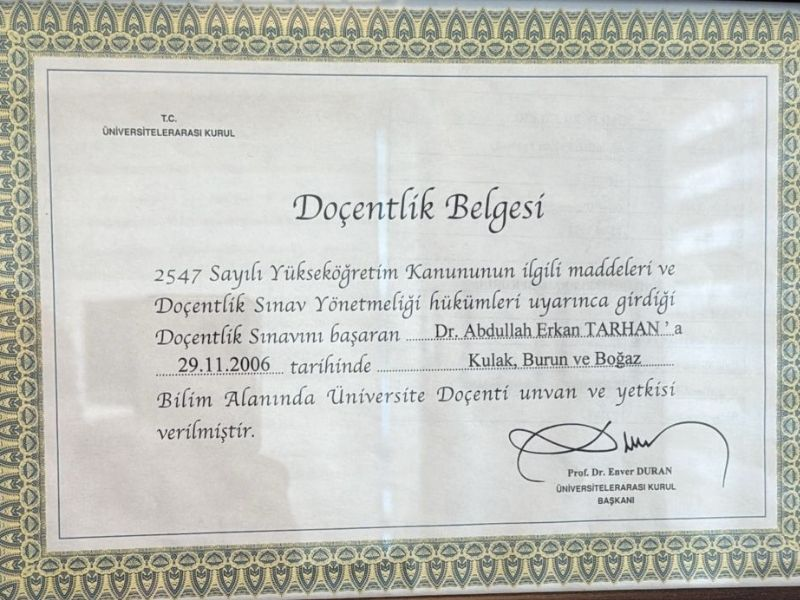 T.C.
ÜNİVERSİTELERARASI KURUL
Doçentlik Belgesi
2547 Sayılı Yükseköğretim Kanununun ilgili maddeleri ve
Doçentlik Sınav Yönetmeliği hükümleri uyarınca girdiği
Doçentlik Sınavını başaran Dr. Abdullah Erkan TARHAN ' a
29.11.2006 tarihinde Kulak, Burun ve Boğaz
Bilim Alanında Üniversite Doçenti unvan ve yetkisi
verilmiştir.
Prof. Dr. Enver DURAN
ÜNİVERSİTELERARASI KURUL
BAŞKANI